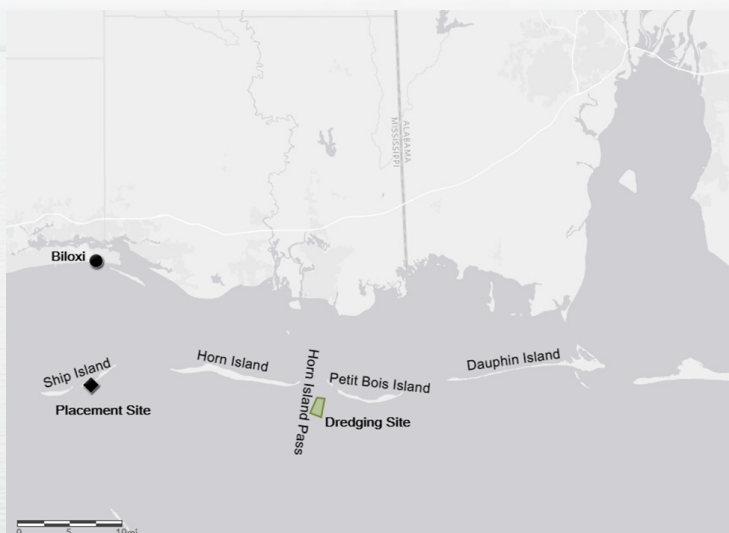 ALABAMA
MISSISSIPPI
Biloxi
Ship Island
Placement Site
Horn Island
Horn Island Pass
Petit Bois Island
Dauphin Island
Dredging Site
0 5 10mi